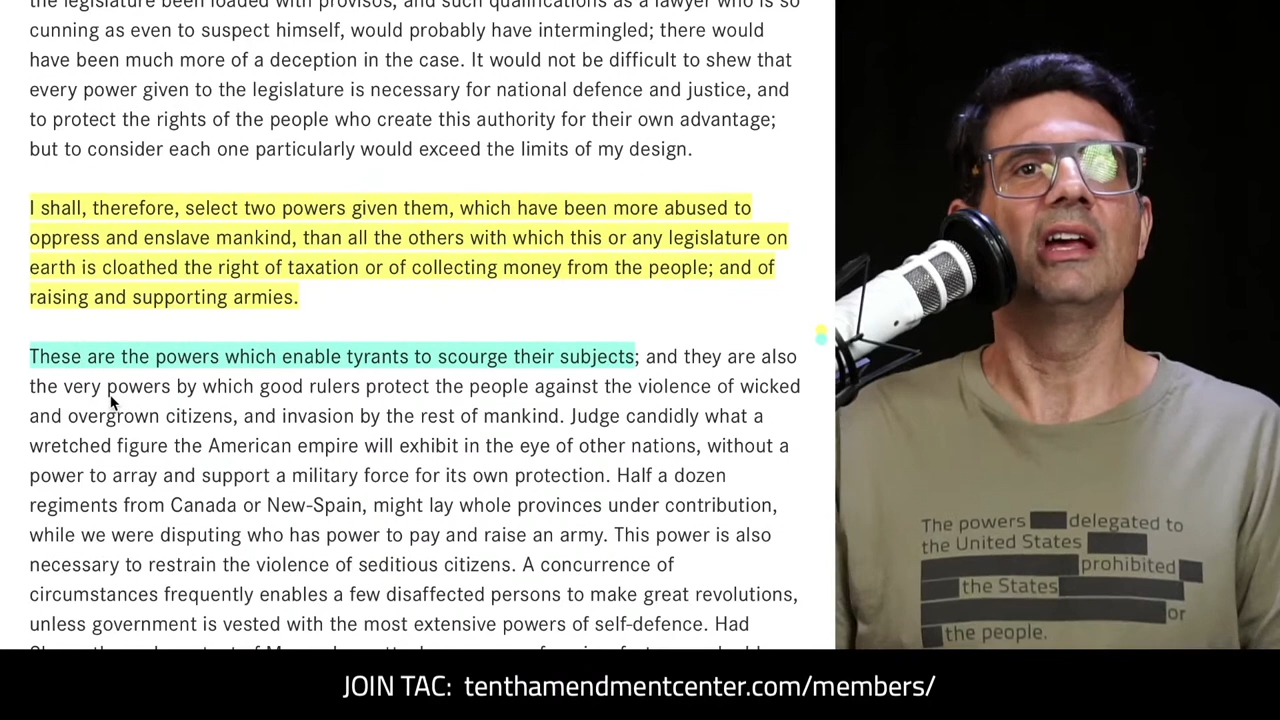 the legislature been loaded with provisos, and such qualifications as a lawyer who is so
cunning as even to suspect himself, would probably have intermingled; there would
have been much more of a deception in the case. It would not be difficult to shew that
every power given to the legislature is necessary for national defence and justice, and
to protect the rights of the people who create this authority for their own advantage;
but to consider each one particularly would exceed the limits of my design.
I shall, therefore, select two powers given them, which have been more abused to
oppress and enslave mankind, than all the others with which this or any legislature on
earth is cloathed the right of taxation or of collecting money from the people; and of
raising and supporting armies.
These are the powers which enable tyrants to scourge their subjects; and they are also
the very powers by which good rulers protect the people against the violence of wicked
and overgrown citizens, and invasion by the rest of mankind. Judge candidly what a
wretched figure the American empire will exhibit in the eye of other nations, without a
power to array and support a military force for its own protection. Half a dozen
regiments from Canada or New-Spain, might lay whole provinces under contribution,
while we were disputing who has power to pay and raise an army. This power is also
necessary to restrain the violence of seditious citizens. A concurrence of
circumstances frequently enables a few disaffected persons to make great revolutions,
unless government is vested with the most extensive powers of self-defence. Had
The powers delegated to
the United States
prohibited
the States
or
the people.
JOIN TAC: tenthamendmentcenter.com/members/